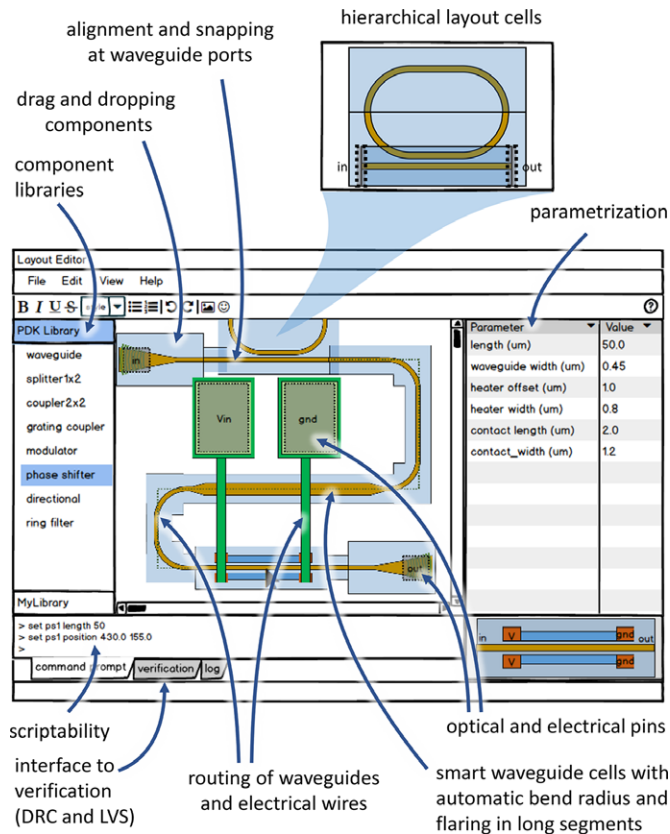 hierarchical layout cells
alignment and snapping
at waveguide ports
drag and dropping
components
component
libraries
in
out
parametrization
Layout Editor
File Edit View Help
B I U S style
PDK Library
waveguide
splitter1x2
coupler2x2
grating coupler
modulator
phase shifter
directional
ring filter
MyLibrary
in
Vin
gnd
out
Parameter Value
length (um) 50.0
waveguide width (um) 0.45
heater offset (um) 1.0
heater width (um) 0.8
contact length (um) 2.0
contact_width (um) 1.2
> set ps1 length 50
> set ps1 position 430.0 155.0
>
command prompt verification log
in V gnd out
V gnd
scriptability
interface to
verification
(DRC and LVS)
routing of waveguides
and electrical wires
optical and electrical pins
smart waveguide cells with
automatic bend radius and
flaring in long segments